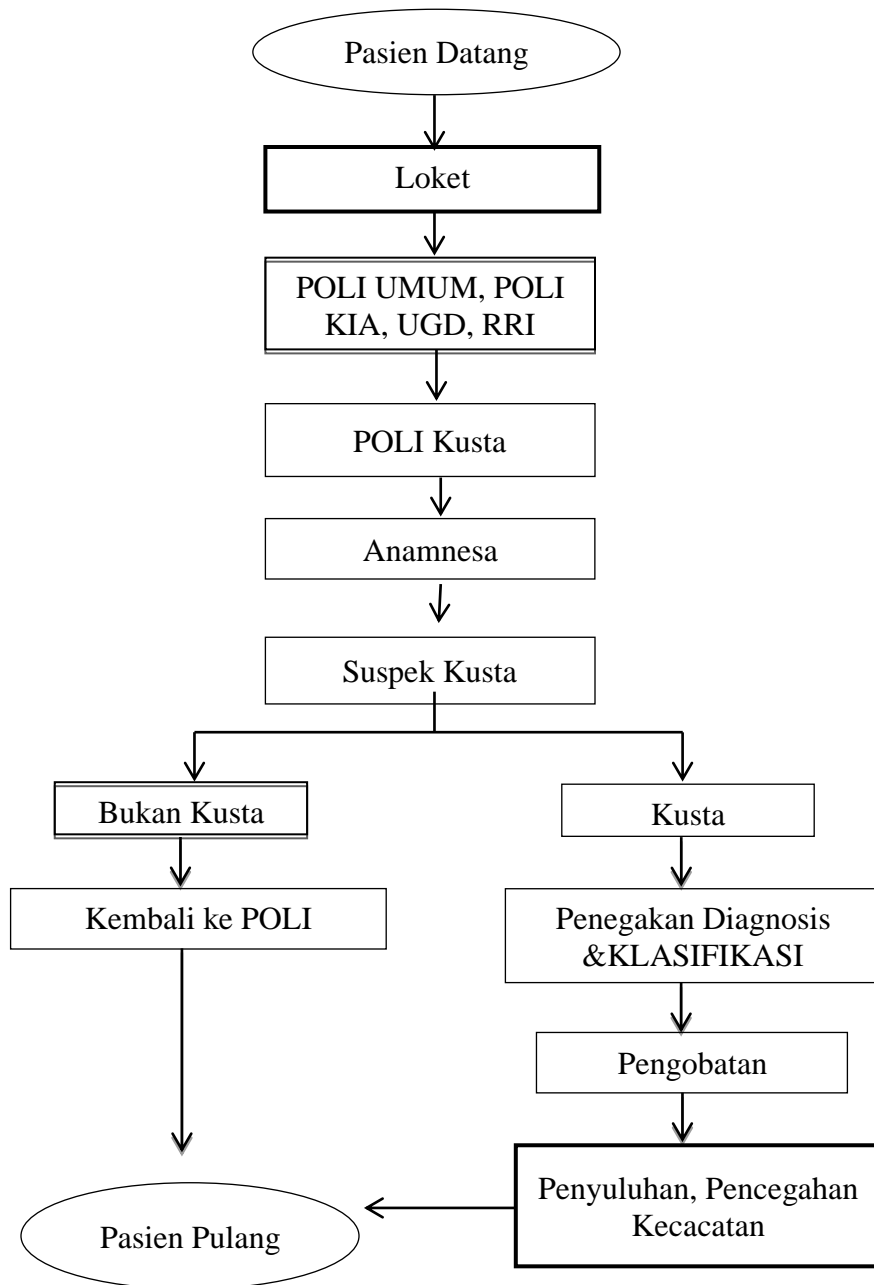 Pasien Datang
Loket
POLI UMUM, POLI
KIA, UGD, RRI
POLI Kusta
Anamnesa
Suspek Kusta
Bukan Kusta
Kusta
Kembali ke POLI
Penegakan Diagnosis
&KLASIFIKASI
Pengobatan
Penyuluhan, Pencegahan
Kecacatan
Pasien Pulang